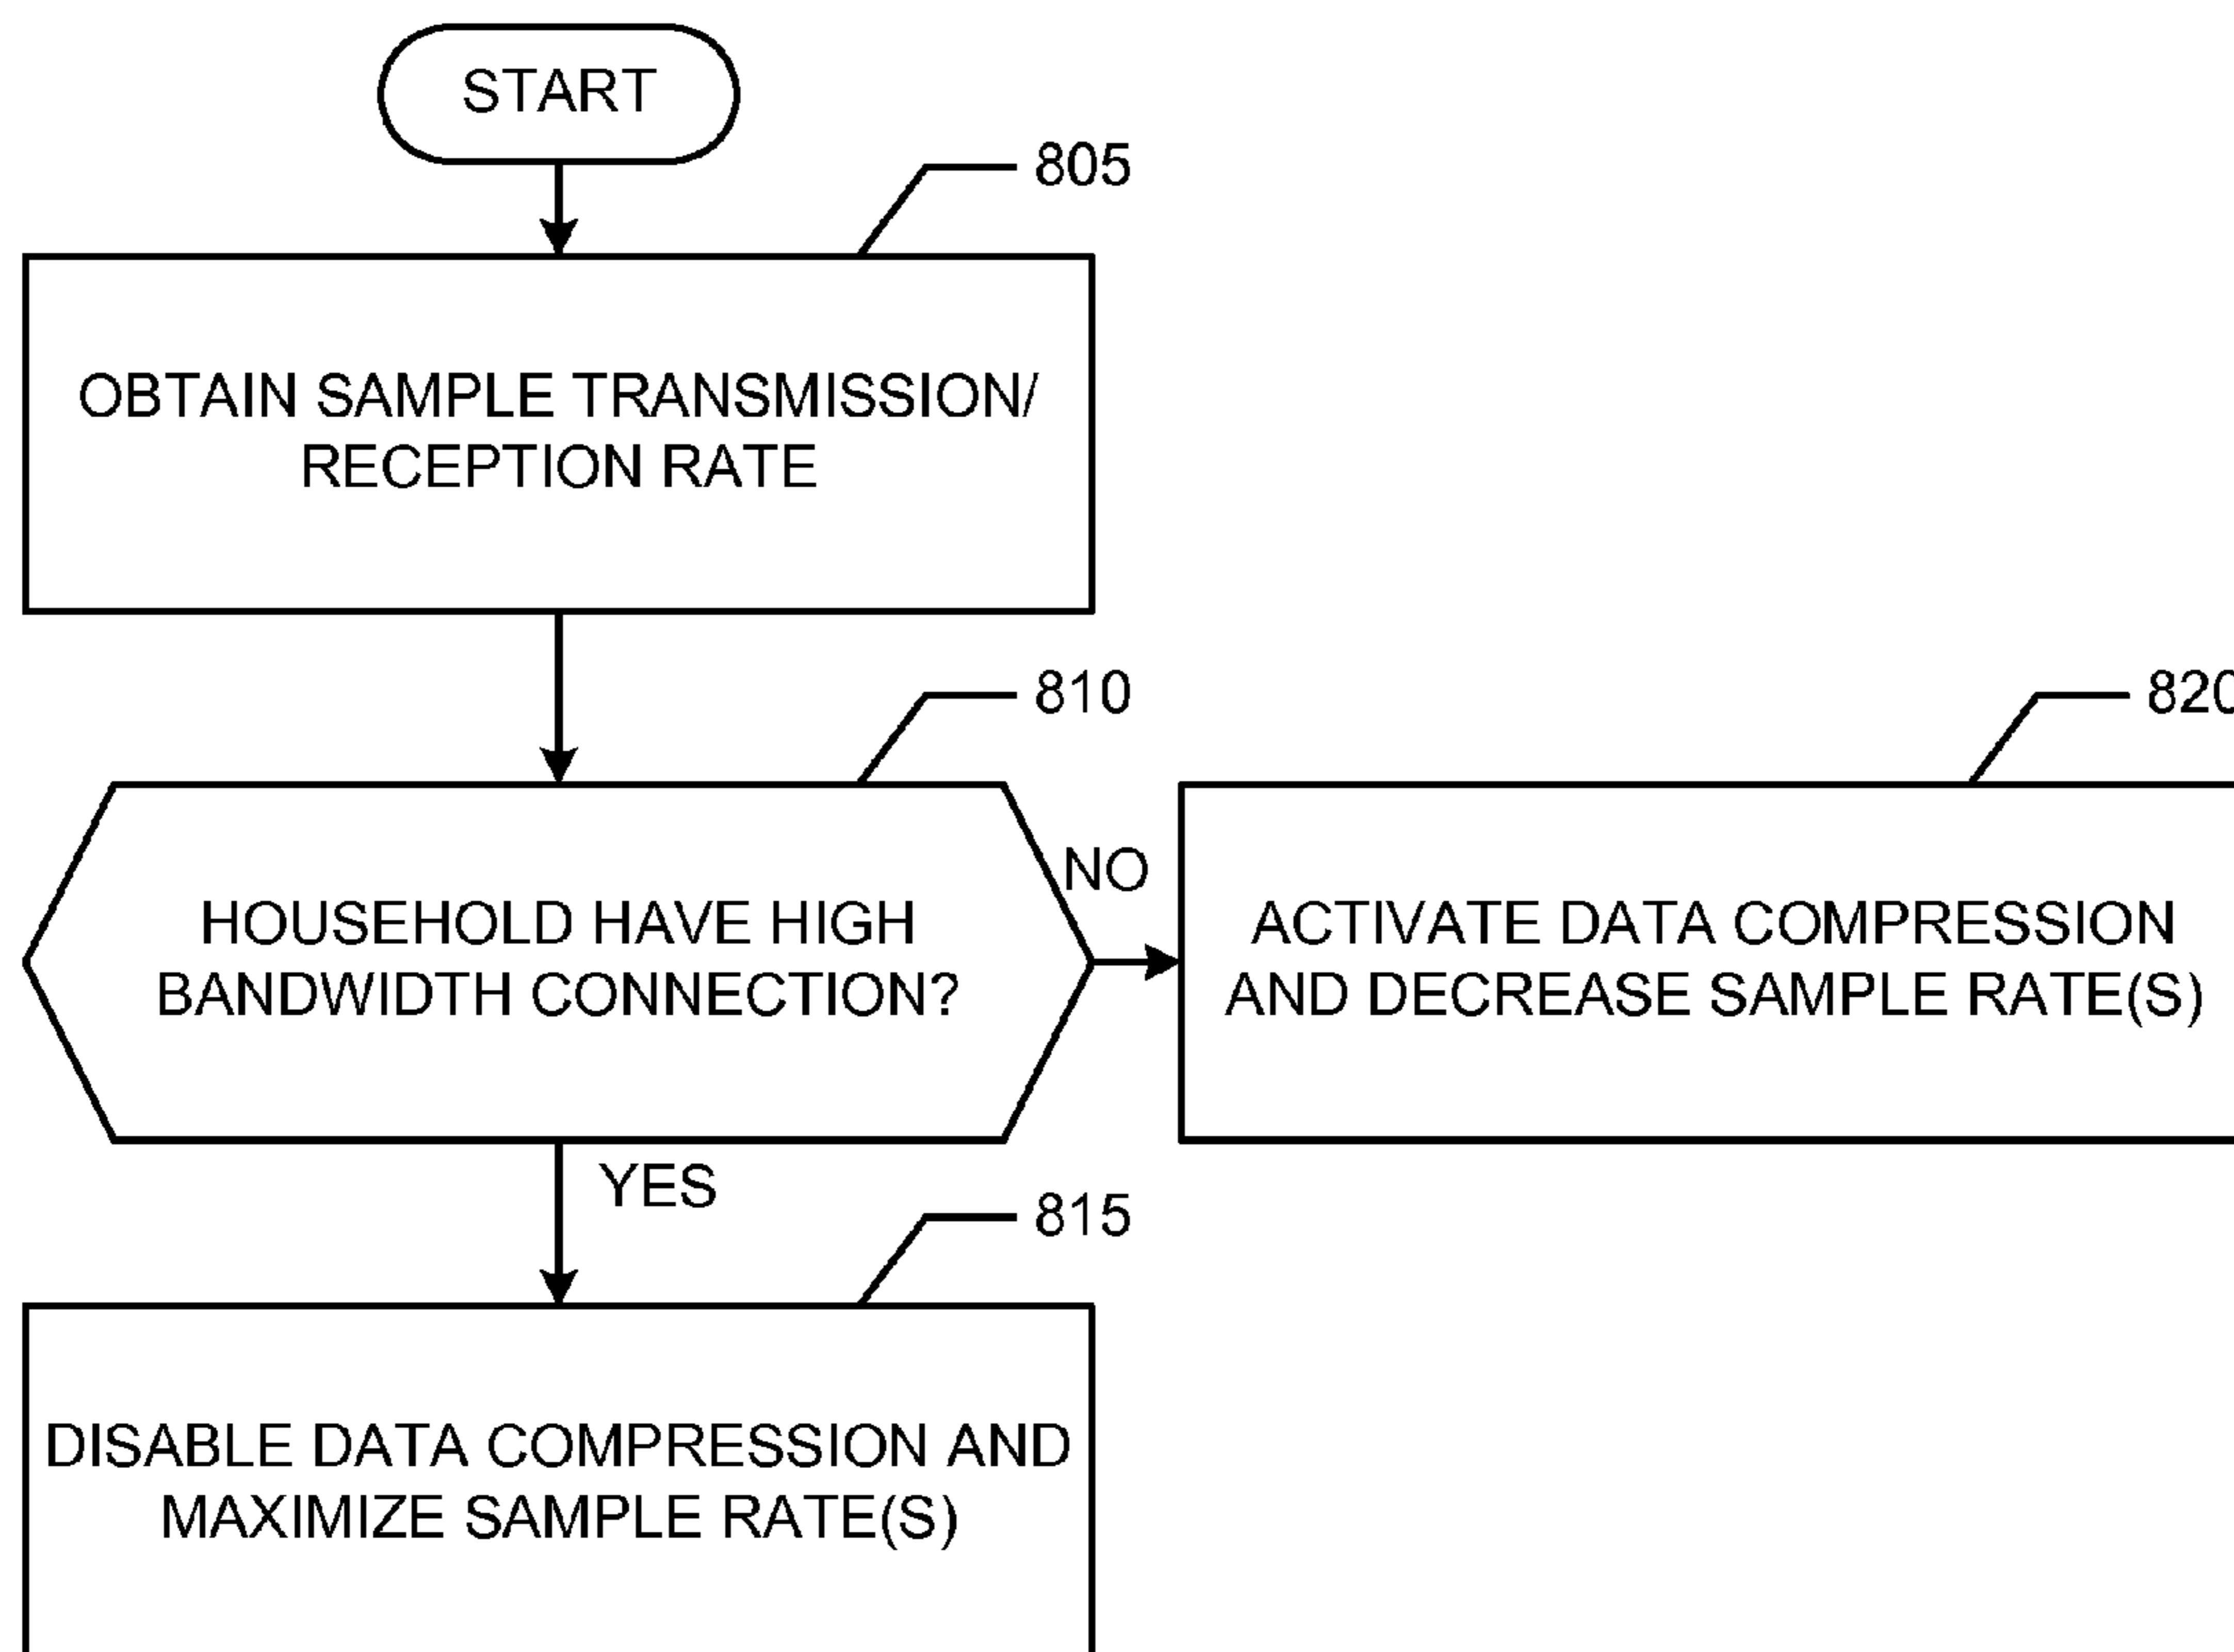 START
805
OBTAIN SAMPLE TRANSMISSION/
RECEPTION RATE
810
820
HOUSEHOLD HAVE HIGH
BANDWIDTH CONNECTION?
NO
ACTIVATE DATA COMPRESSION
AND DECREASE SAMPLE RATE(S)
YES
815
DISABLE DATA COMPRESSION AND
MAXIMIZE SAMPLE RATE(S)